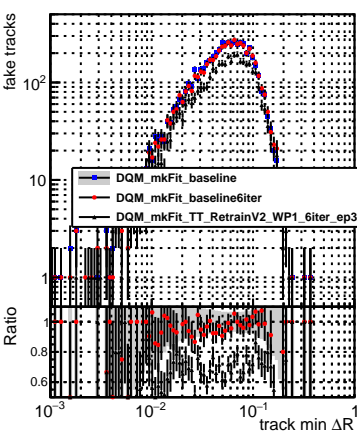 fake tracks
10²
DQM_mkFit_baseline
DQM_mkFit_baseline6iter
DQM_mkFit_TT_RetrainV2_WP1_6iter_ep3
10
1
Ratio
1
0.8
0.6
10⁻³ 10⁻² 10⁻¹ 1
track min ΔR